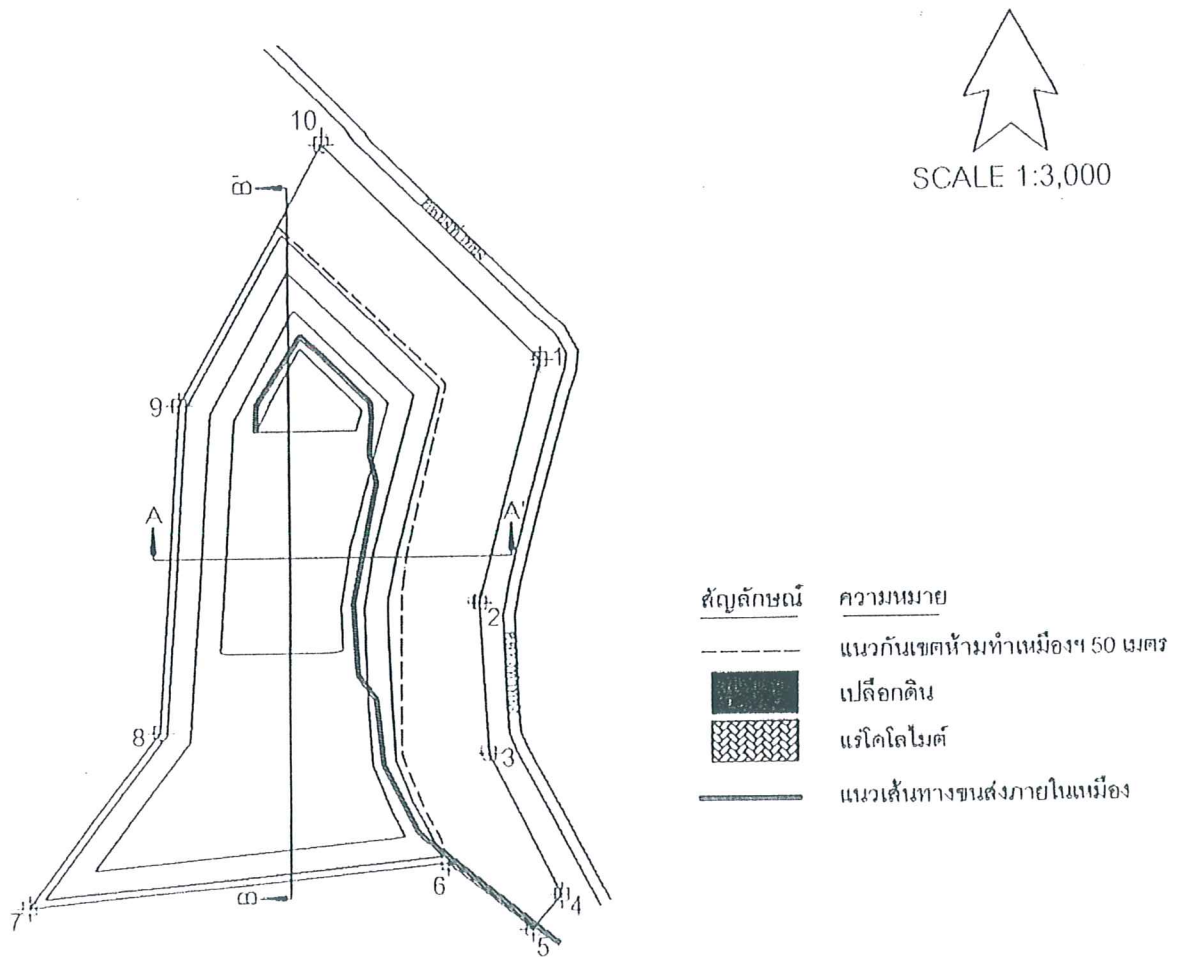 SCALE 1:3,000
10
B'
1
9
A
A'
2
8
3
B
6
4
7
5
สัญลักษณ์ ความหมาย
แนวกันเขตห้ามทำเหมืองฯ 50 เมตร
เปลือกดิน
แร่โดโลไมต์
แนวเส้นทางขนส่งภายในเหมือง